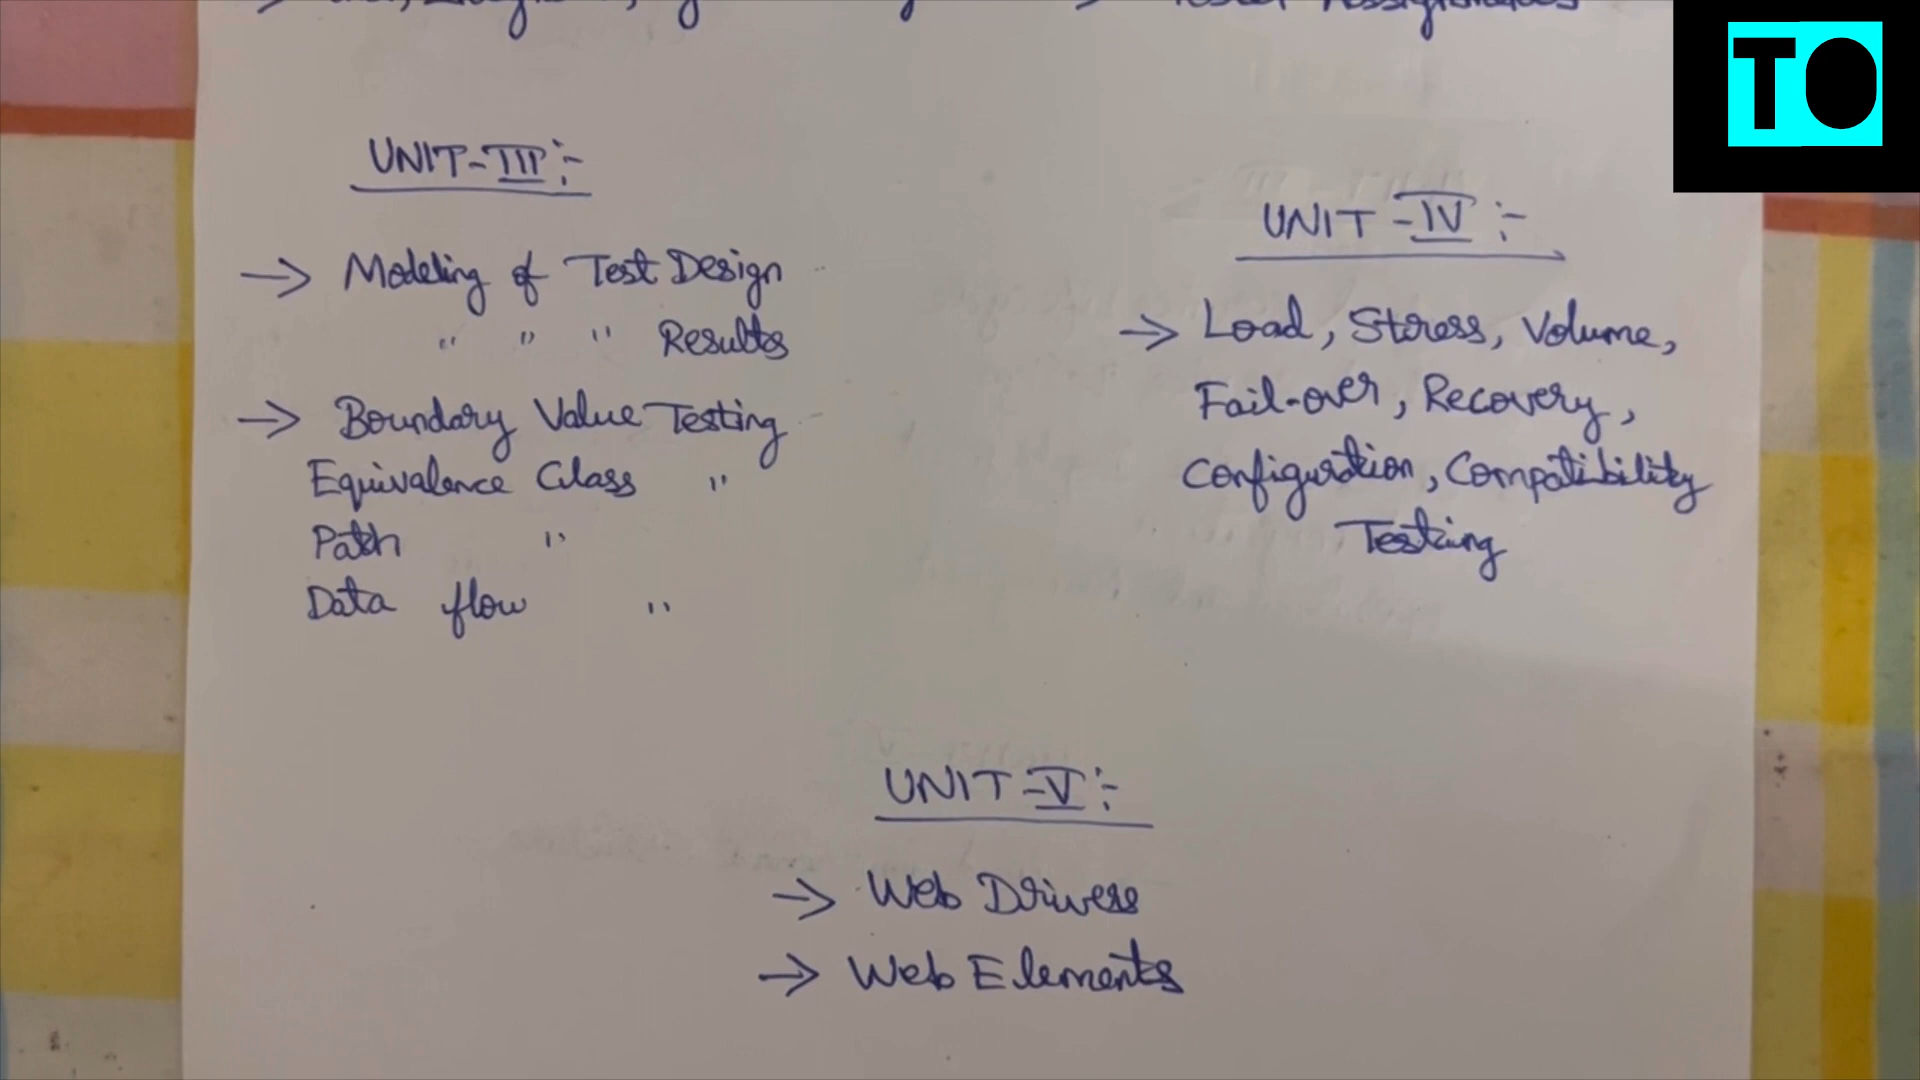 TO
UNIT-III :-
→ Modeling of Test Design
" " " Results
→ Boundary Value Testing
Equivalence Class "
Path "
Data flow "
UNIT-IV :-
→ Load, Stress, Volume,
Fail-over, Recovery,
Configuration, Compatibility
Testing
UNIT-V :-
→ Web Drivers
→ Web Elements